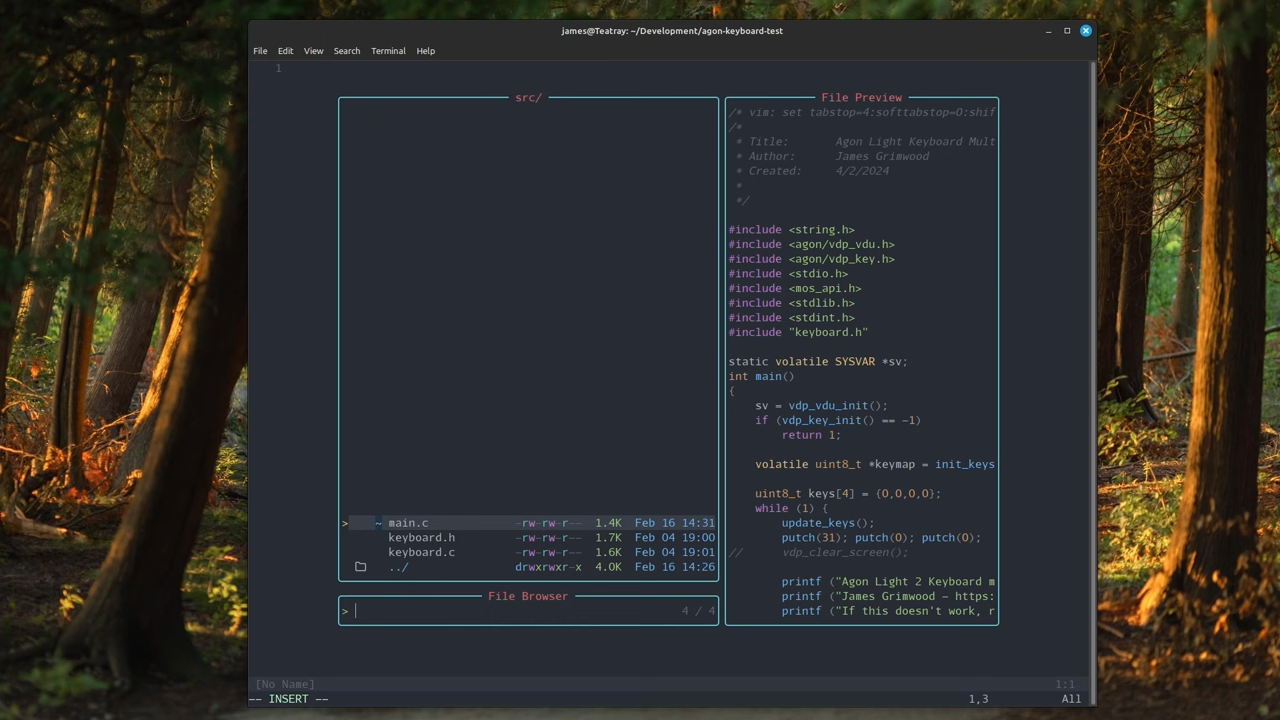 james@Teatray: ~/Development/agon-keyboard-test
File Edit View Search Terminal Help
1
src/
> ~ main.c -rw-rw-r-- 1.4K Feb 16 14:31
keyboard.h -rw-rw-r-- 1.7K Feb 04 19:00
keyboard.c -rw-rw-r-- 1.6K Feb 04 19:01
../ drwxrwxr-x 4.0K Feb 16 14:26
File Browser
> 4 / 4
File Preview
/* vim: set tabstop=4:softtabstop=0:shif
/*
 * Title:       Agon Light Keyboard Mult
 * Author:      James Grimwood
 * Created:     4/2/2024
 *
 */
#include <string.h>
#include <agon/vdp_vdu.h>
#include <agon/vdp_key.h>
#include <stdio.h>
#include <mos_api.h>
#include <stdlib.h>
#include <stdint.h>
#include "keyboard.h"
static volatile SYSVAR *sv;
int main()
{
    sv = vdp_vdu_init();
    if (vdp_key_init() == -1)
        return 1;
    volatile uint8_t *keymap = init_keys
    uint8_t keys[4] = {0,0,0,0};
    while (1) {
        update_keys();
        putch(31); putch(0); putch(0);
//      vdp_clear_screen();
        printf ("Agon Light 2 Keyboard m
        printf ("James Grimwood - https:
        printf ("If this doesn't work, r
[No Name] 1:1
-- INSERT -- 1,3 All